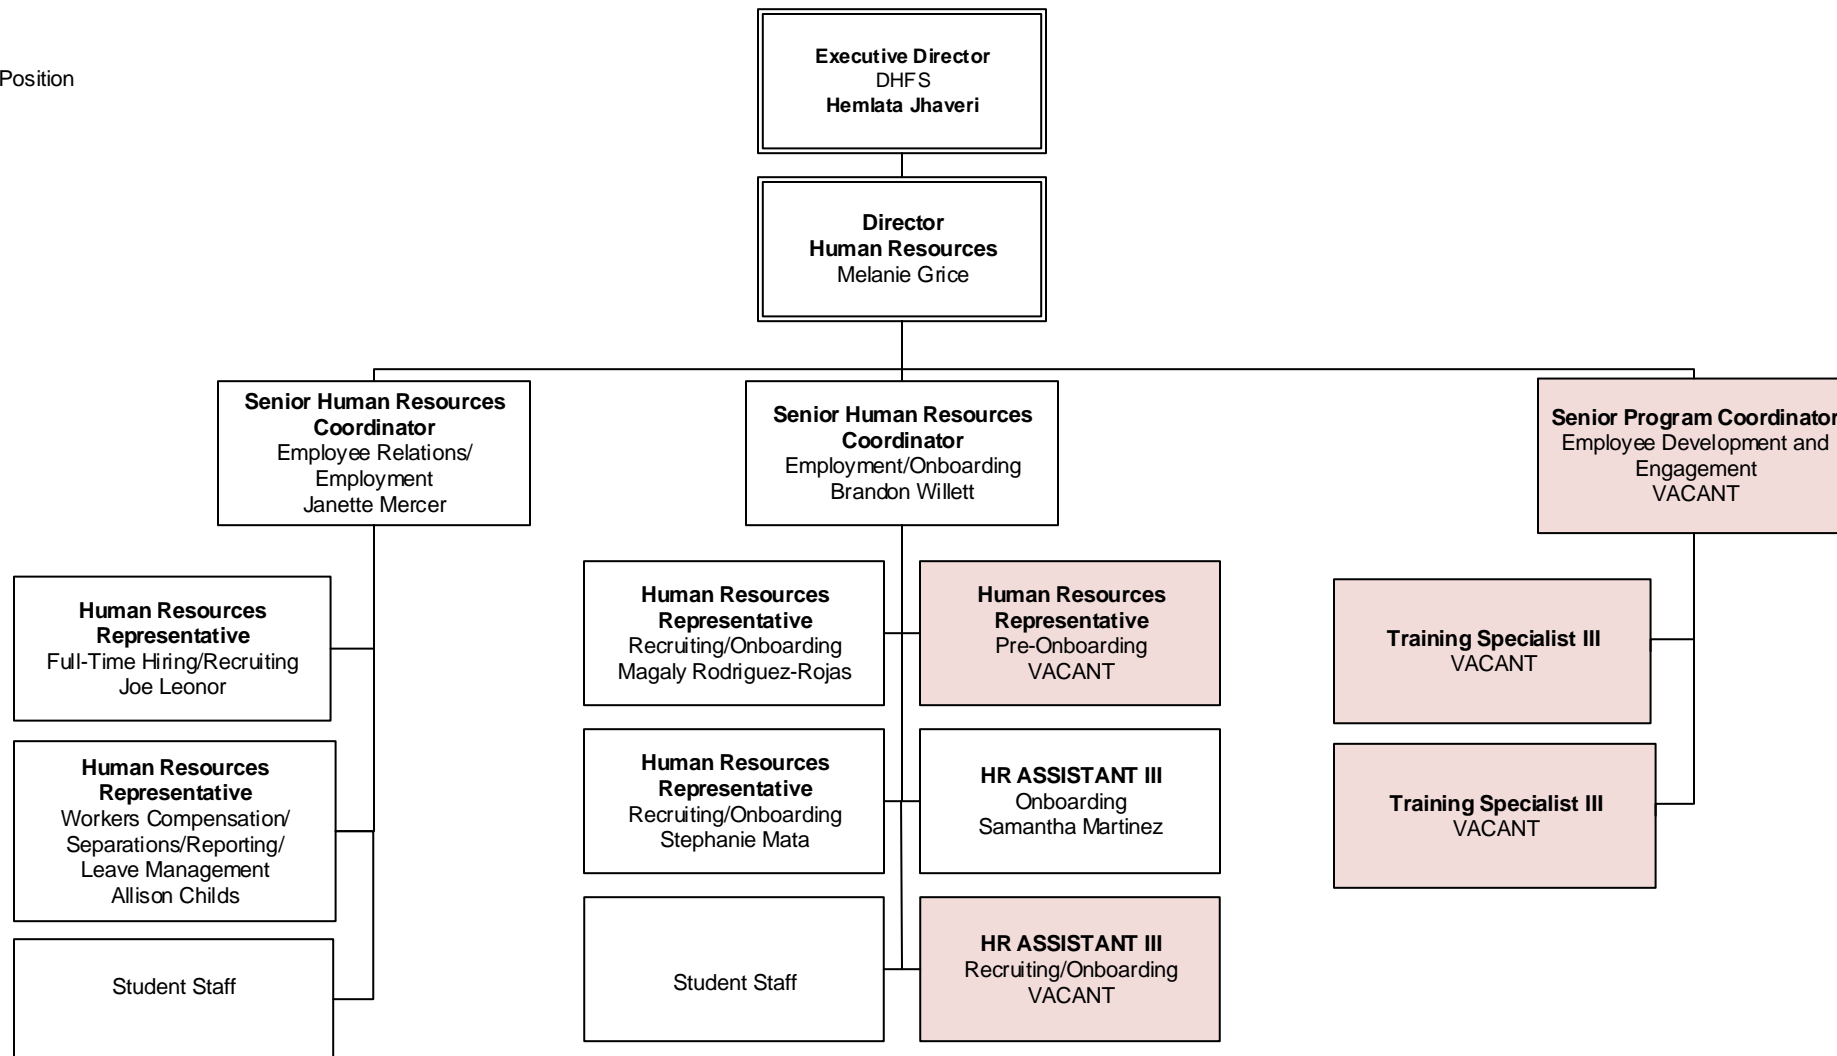 Position
Executive Director
DHFS
Hemlata Jhaveri
Director
Human Resources
Melanie Grice
Senior Human Resources
Coordinator
Employee Relations/
Employment
Janette Mercer
Senior Human Resources
Coordinator
Employment/Onboarding
Brandon Willett
Senior Program Coordinator
Employee Development and
Engagement
VACANT
Human Resources
Representative
Full-Time Hiring/Recruiting
Joe Leonor
Human Resources
Representative
Workers Compensation/
Separations/Reporting/
Leave Management
Allison Childs
Student Staff
Human Resources
Representative
Recruiting/Onboarding
Magaly Rodriguez-Rojas
Human Resources
Representative
Pre-Onboarding
VACANT
Human Resources
Representative
Recruiting/Onboarding
Stephanie Mata
HR ASSISTANT III
Onboarding
Samantha Martinez
Student Staff
HR ASSISTANT III
Recruiting/Onboarding
VACANT
Training Specialist III
VACANT
Training Specialist III
VACANT